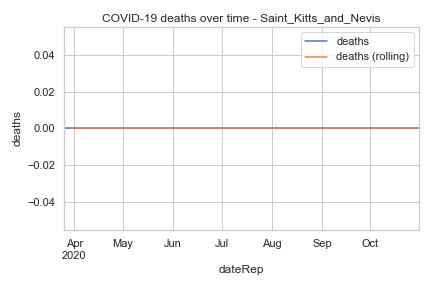 COVID-19 deaths over time - Saint_Kitts_and_Nevis
deaths
deaths (rolling)
0.04
0.02
0.00
−0.02
−0.04
deaths
Apr
2020
May
Jun
Jul
Aug
Sep
Oct
dateRep